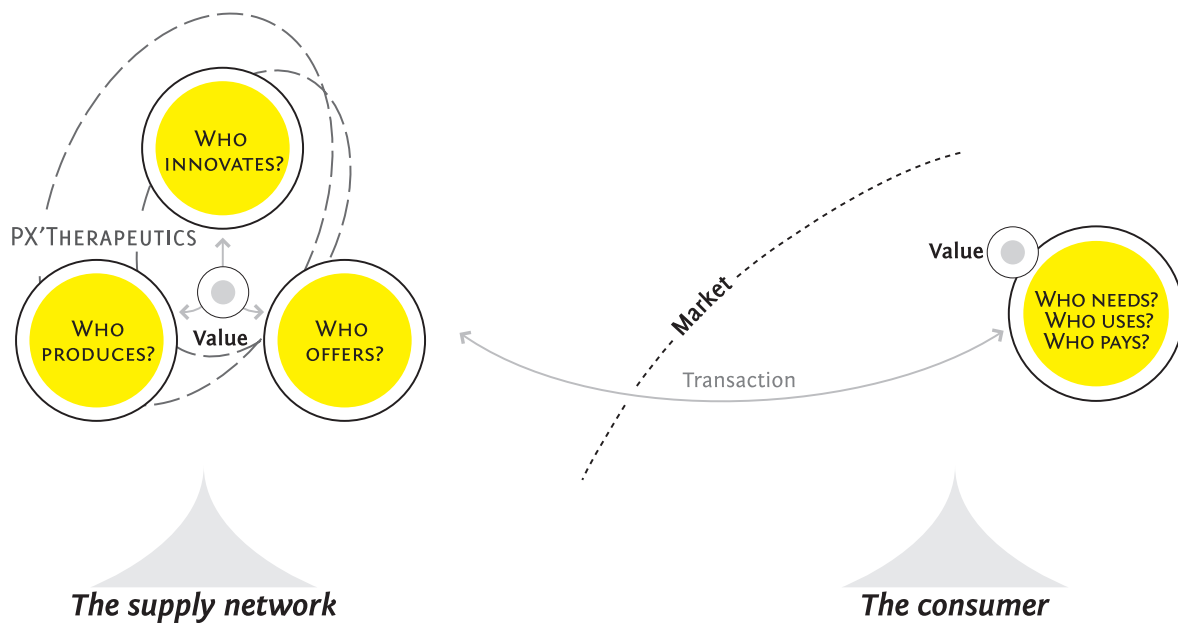 WHO
INNOVATES?
PX'THERAPEUTICS
WHO
PRODUCES?
Value
WHO
OFFERS?
Market
Transaction
Value
WHO NEEDS?
WHO USES?
WHO PAYS?
The supply network
The consumer